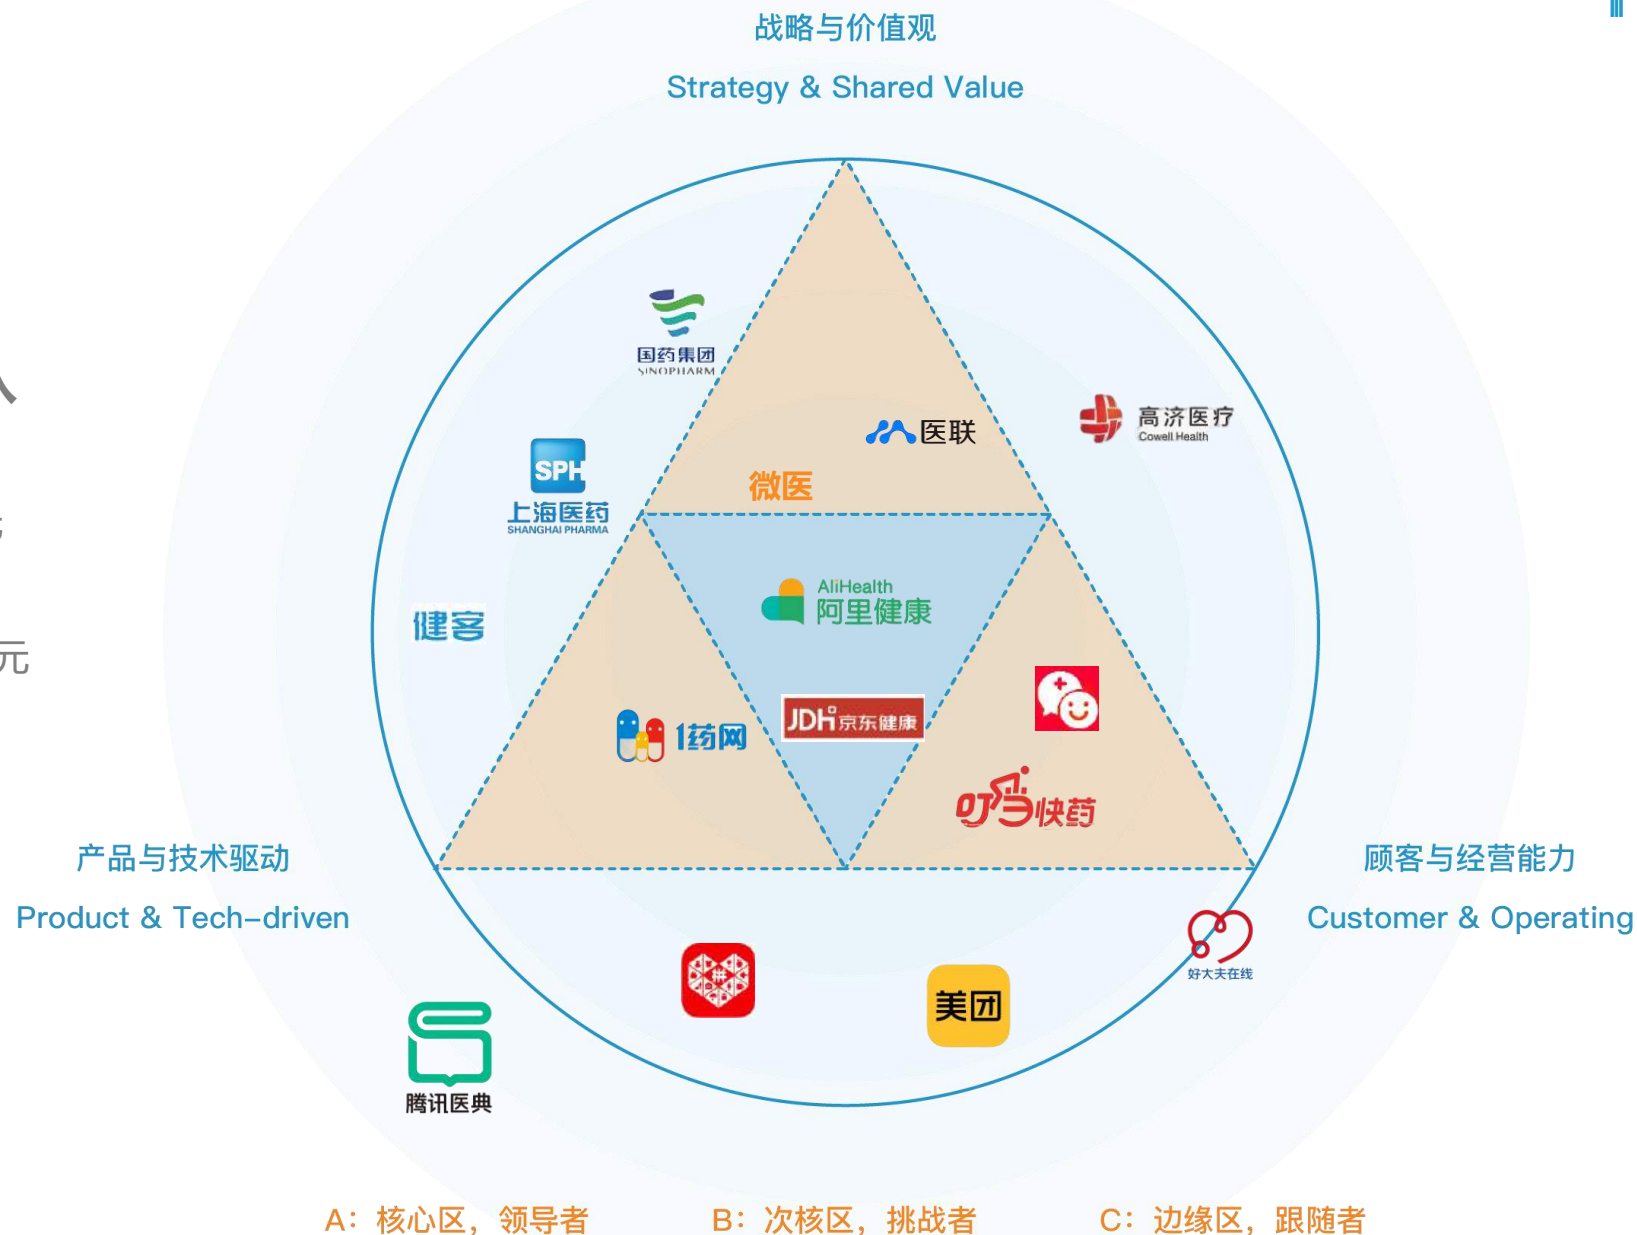 战略与价值观
Strategy & Shared Value
国药集团
SINOPHARM
医联
高济医疗
Cowell Health
SPH
上海医药
SHANGHAI PHARMA
微医
AliHealth
阿里健康
健客
元
JDH 京东健康
1药网
叮当快药
产品与技术驱动
Product & Tech-driven
顾客与经营能力
Customer & Operating
好大夫在线
拼
美团
腾讯医典
A：核心区，领导者
B：次核区，挑战者
C：边缘区，跟随者